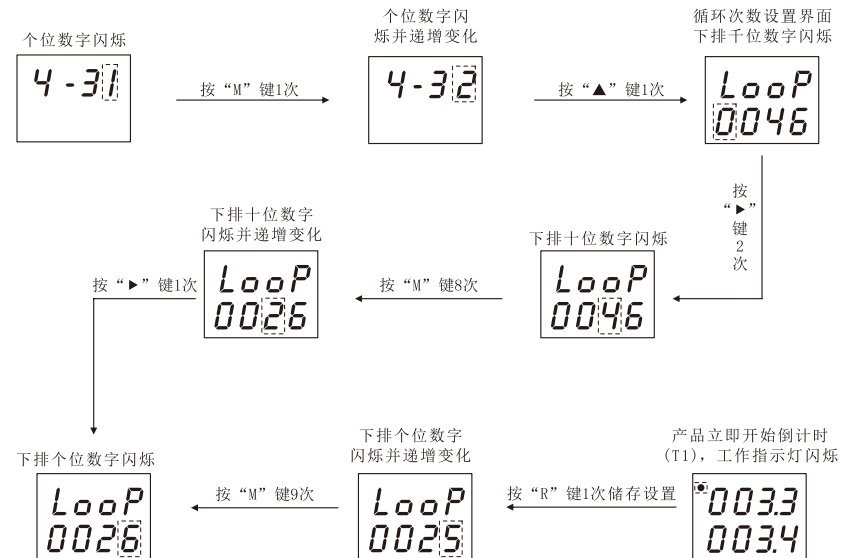 个位数字闪烁
4-31
按“M”键1次
个位数字闪
烁并递增变化
4-32
按“▲”键1次
循环次数设置界面
下排千位数字闪烁
LooP
0046
按
“▶”
键
2
次
下排十位数字闪烁
LooP
0046
按“M”键8次
下排十位数字
闪烁并递增变化
LooP
0026
按“▶”键1次
下排个位数字闪烁
LooP
0026
按“M”键9次
下排个位数字
闪烁并递增变化
LooP
0025
按“R”键1次储存设置
产品立即开始倒计时
(T1)，工作指示灯闪烁
003.3
003.4